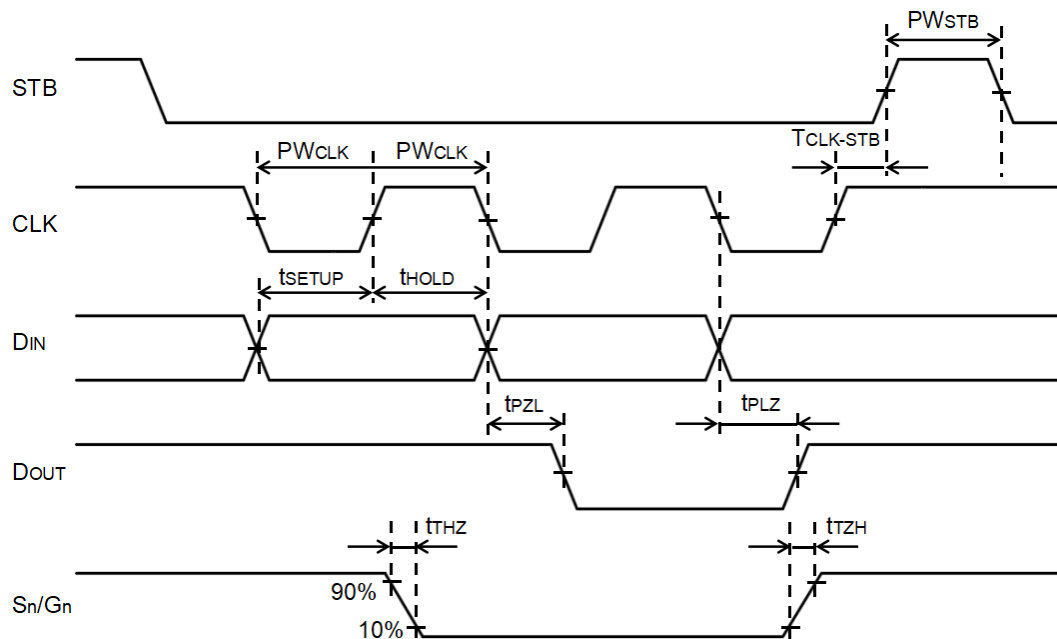 PWSTB
STB
TCLK-STB
PWCLK PWCLK
CLK
tSETUP tHOLD
DIN
tPZL tPLZ
DOUT
tTHZ tTZH
90%
Sn/Gn
10%